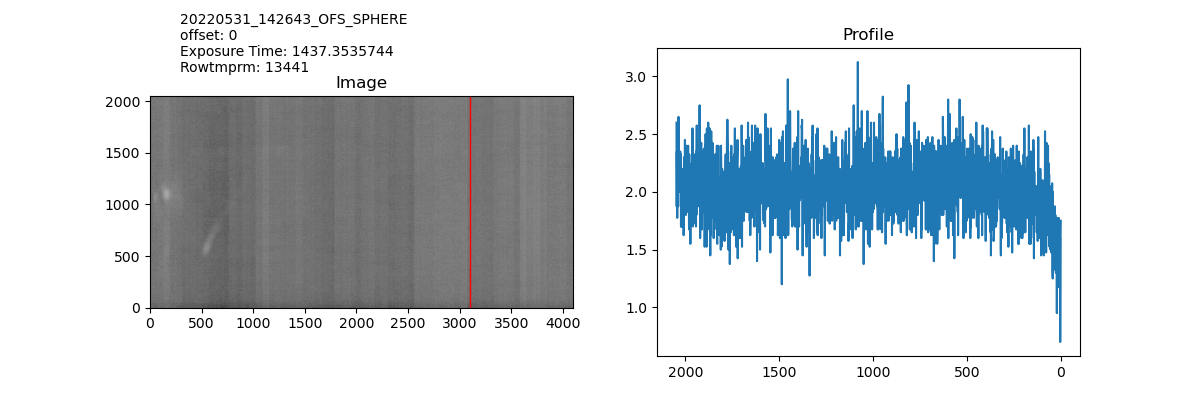 20220531_142643_OFS_SPHERE
offset: 0
Exposure Time: 1437.3535744
Rowtmprm: 13441
Image
2000
1500
1000
500
0
0 500 1000 1500 2000 2500 3000 3500 4000
Profile
3.0
2.5
2.0
1.5
1.0
2000 1500 1000 500 0